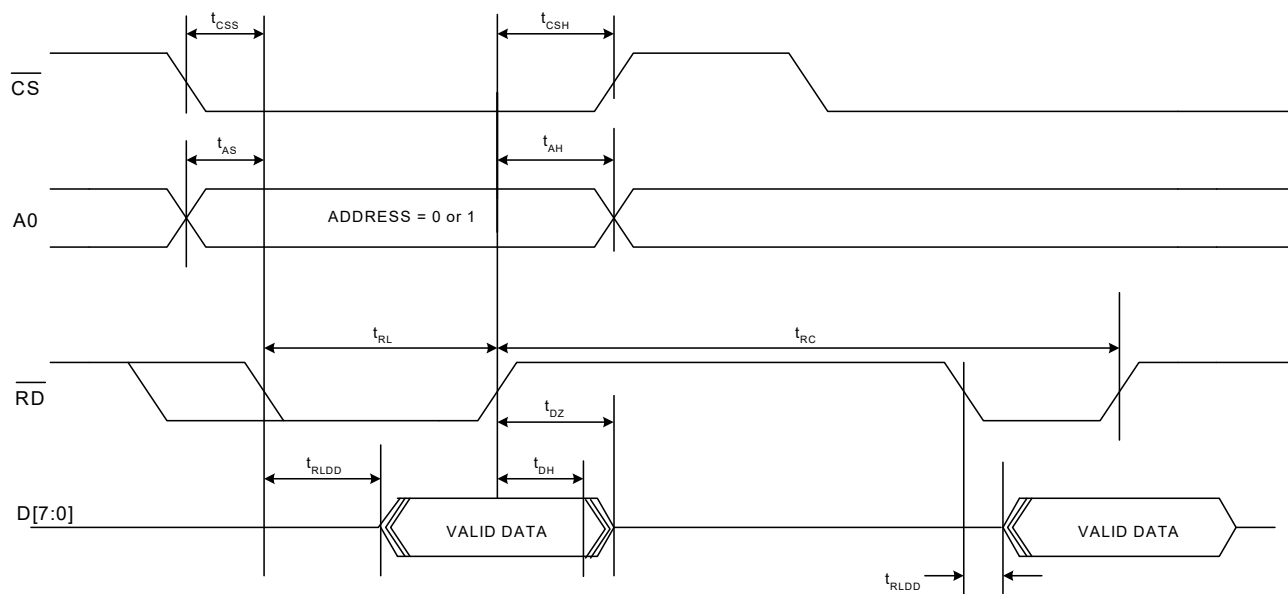 tCSS
tCSH
CS
tAS
tAH
A0
ADDRESS = 0 or 1
tRL
tRC
RD
tDZ
tRLDD
tDH
D[7:0]
VALID DATA
VALID DATA
tRLDD